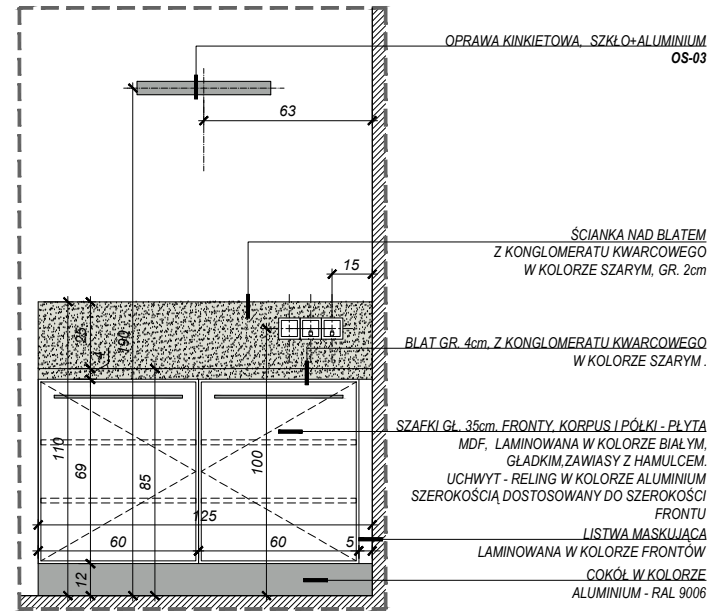 OPRAWA KINKIETOWA, SZKŁO+ALUMINIUM
OS-03
63
ŚCIANKA NAD BLATEM
Z KONGLOMERATU KWARCOWEGO
W KOLORZE SZARYM, GR. 2cm
15
25
190
4
BLAT GR. 4cm, Z KONGLOMERATU KWARCOWEGO
W KOLORZE SZARYM .
SZAFKI GŁ. 35cm. FRONTY, KORPUS I PÓŁKI - PŁYTA
MDF, LAMINOWANA W KOLORZE BIAŁYM,
GŁADKIM,ZAWIASY Z HAMULCEM.
UCHWYT - RELING W KOLORZE ALUMINIUM
SZEROKOŚCIĄ DOSTOSOWANY DO SZEROKOŚCI
FRONTU
110
69
85
100
125
60
60
5
LISTWA MASKUJĄCA
LAMINOWANA W KOLORZE FRONTÓW
12
COKÓŁ W KOLORZE
ALUMINIUM - RAL 9006